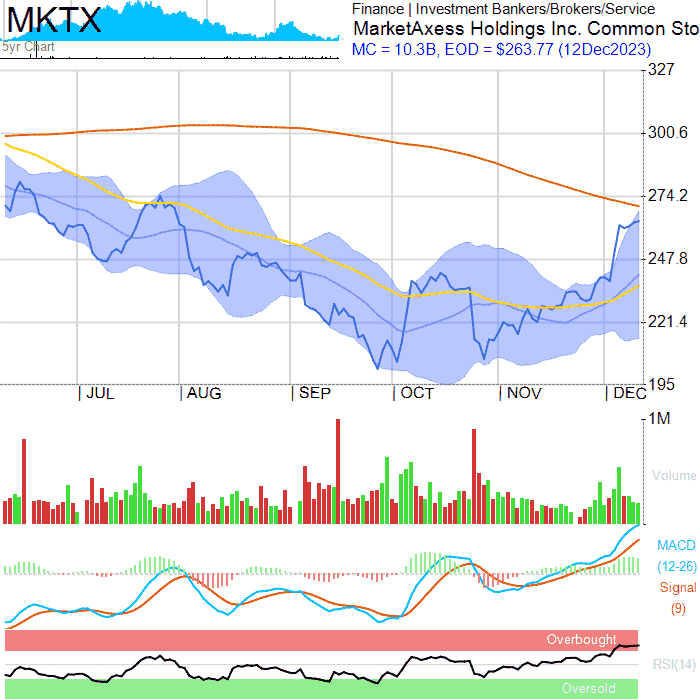 MKTX
5yr Chart
Finance | Investment Bankers/Brokers/Service
MarketAxess Holdings Inc. Common Sto
MC = 10.3B, EOD = $263.77 (12Dec2023)
327
300.6
274.2
247.8
221.4
195
JUL
AUG
SEP
OCT
NOV
DEC
1M
Volume
MACD
(12-26)
Signal
(9)
Overbought
RSI(14)
Oversold